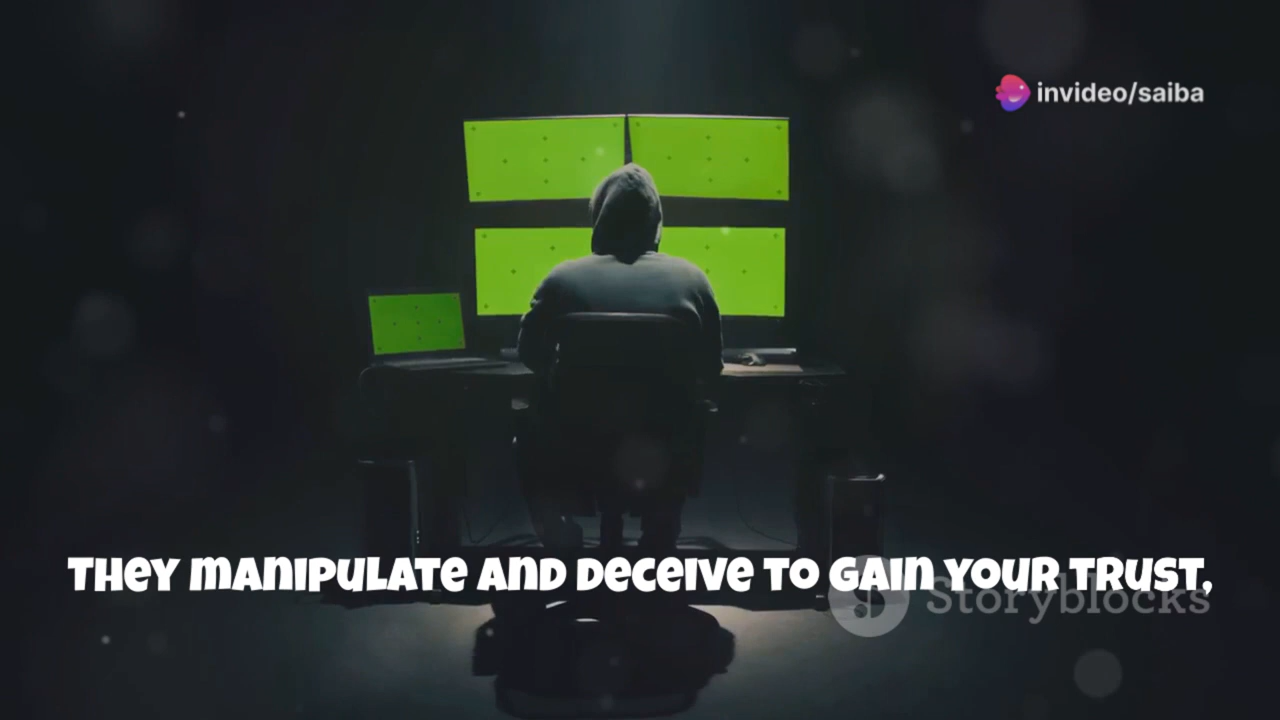 invideo/saiba
THEY MANIPULATE AND DECEIVE TO GAIN YOUR TRUST,
Storyblocks